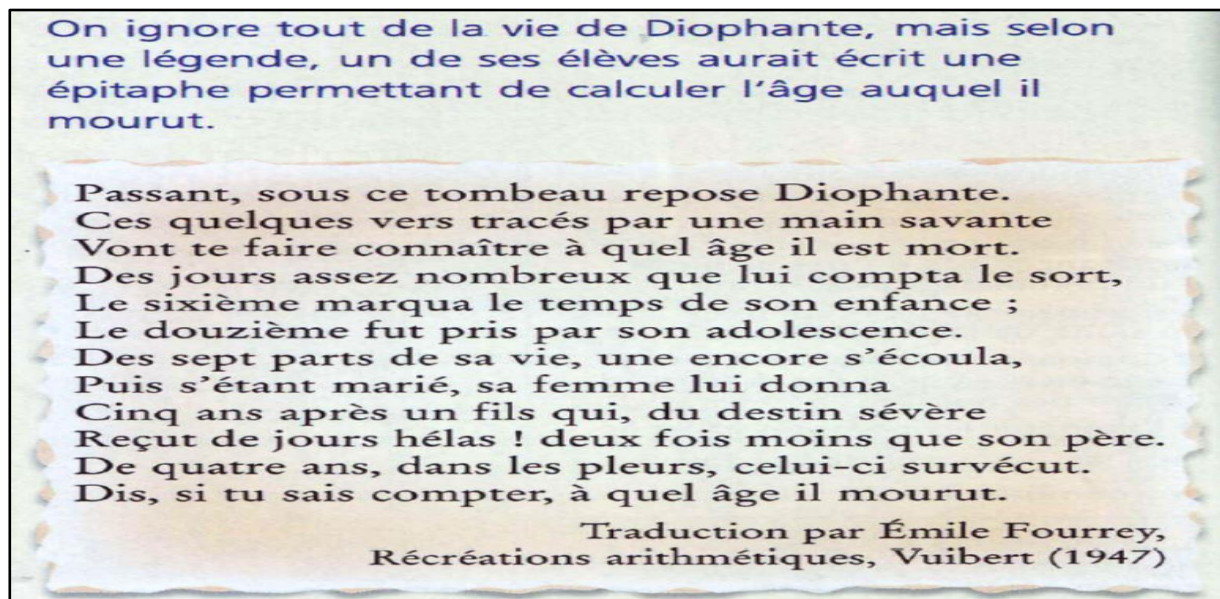 On ignore tout de la vie de Diophante, mais selon
une légende, un de ses élèves aurait écrit une
épitaphe permettant de calculer l'âge auquel il
mourut.
Passant, sous ce tombeau repose Diophante.
Ces quelques vers tracés par une main savante
Vont te faire connaître à quel âge il est mort.
Des jours assez nombreux que lui compta le sort,
Le sixième marqua le temps de son enfance ;
Le douzième fut pris par son adolescence.
Des sept parts de sa vie, une encore s'écoula,
Puis s'étant marié, sa femme lui donna
Cinq ans après un fils qui, du destin sévère
Reçut de jours hélas ! deux fois moins que son père.
De quatre ans, dans les pleurs, celui-ci survécut.
Dis, si tu sais compter, à quel âge il mourut.
Traduction par Émile Fourrey,
Récréations arithmétiques, Vuibert (1947)